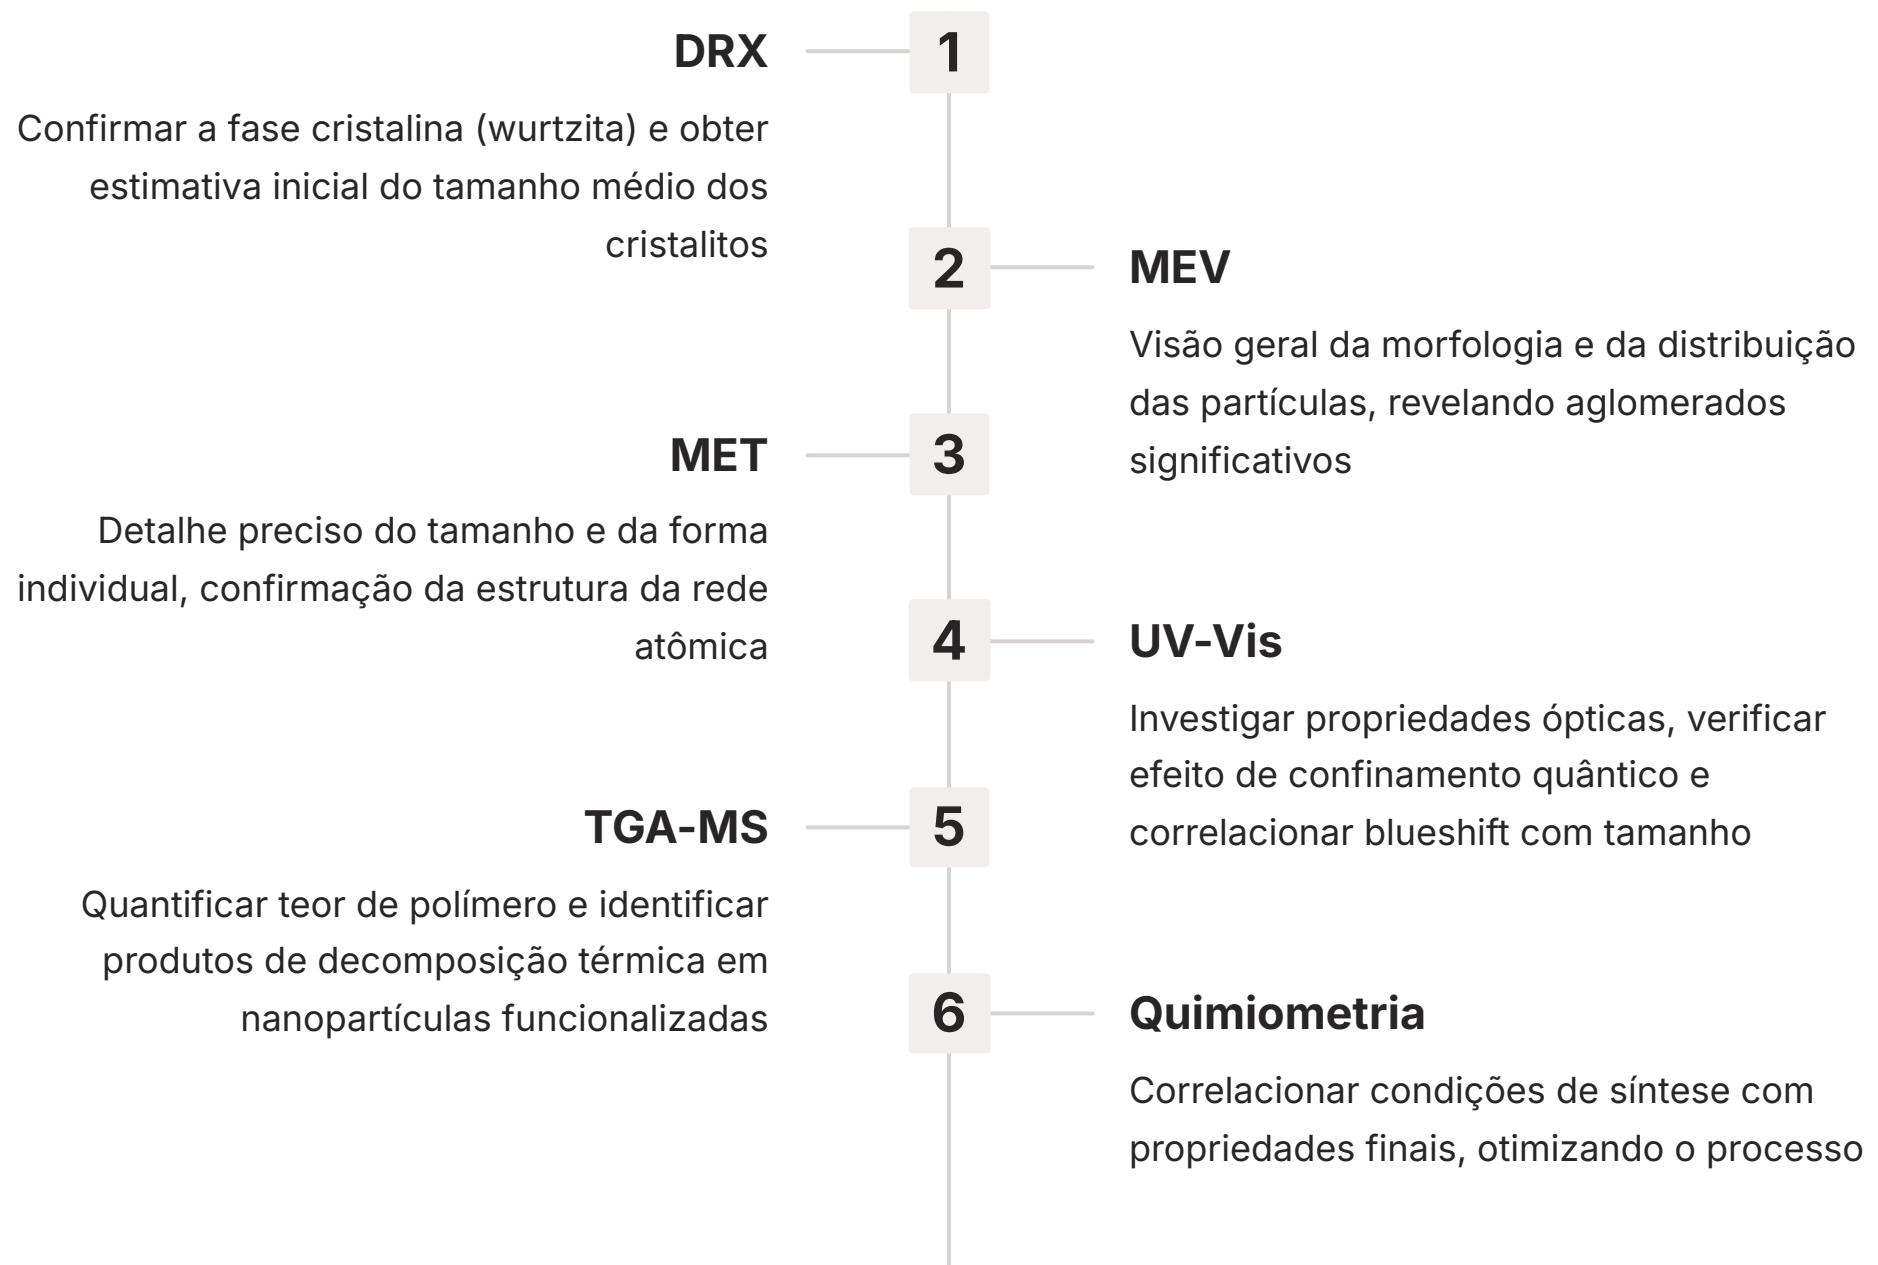 DRX
1
Confirmar a fase cristalina (wurtzita) e obter
estimativa inicial do tamanho médio dos
cristalitos
2
MEV
Visão geral da morfologia e da distribuição
das partículas, revelando aglomerados
significativos
MET
3
Detalhe preciso do tamanho e da forma
individual, confirmação da estrutura da rede
atômica
4
UV-Vis
Investigar propriedades ópticas, verificar
efeito de confinamento quântico e
correlacionar blueshift com tamanho
TGA-MS
5
Quantificar teor de polímero e identificar
produtos de decomposição térmica em
nanopartículas funcionalizadas
6
Quimiometria
Correlacionar condições de síntese com
propriedades finais, otimizando o processo